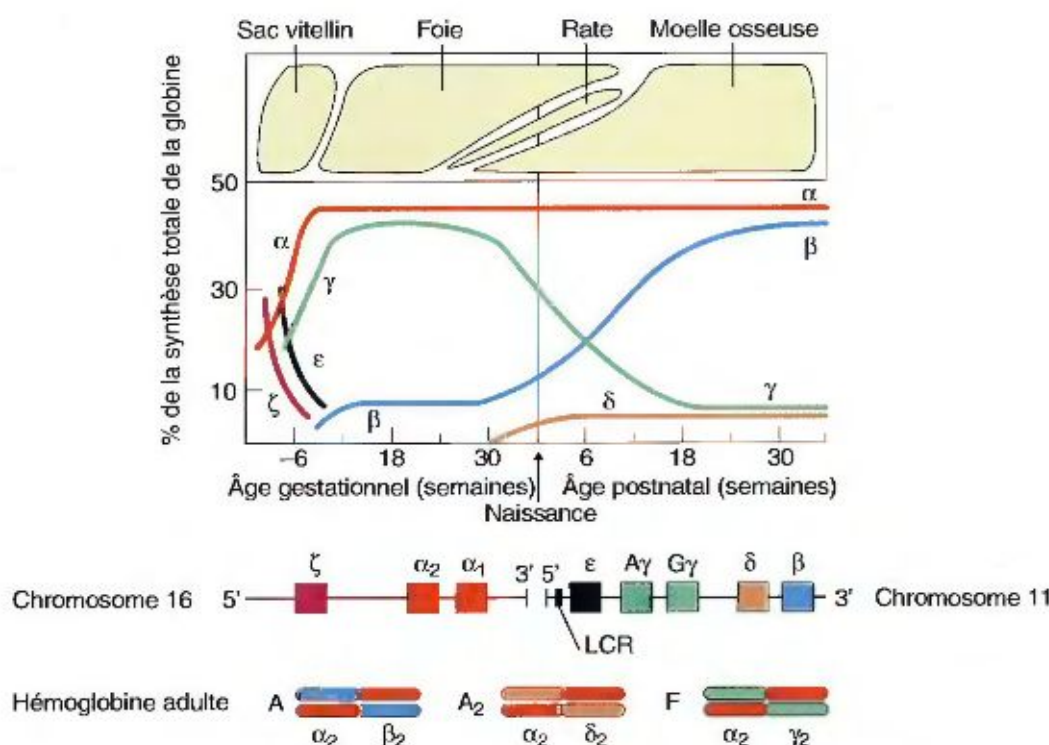 Sac vitellin Foie Rate Moelle osseuse
% de la synthèse totale de la globine
50
30
10
α
γ
ε
ζ
β
δ
α
β
γ
–6 18 30 6 18 30
Âge gestationnel (semaines) Âge postnatal (semaines)
Naissance
ζ α2 α1 3' 5' ε Aγ Gγ δ β
Chromosome 16 5' 3' Chromosome 11
LCR
Hémoglobine adulte A A2 F
α2 β2 α2 δ2 α2 γ2